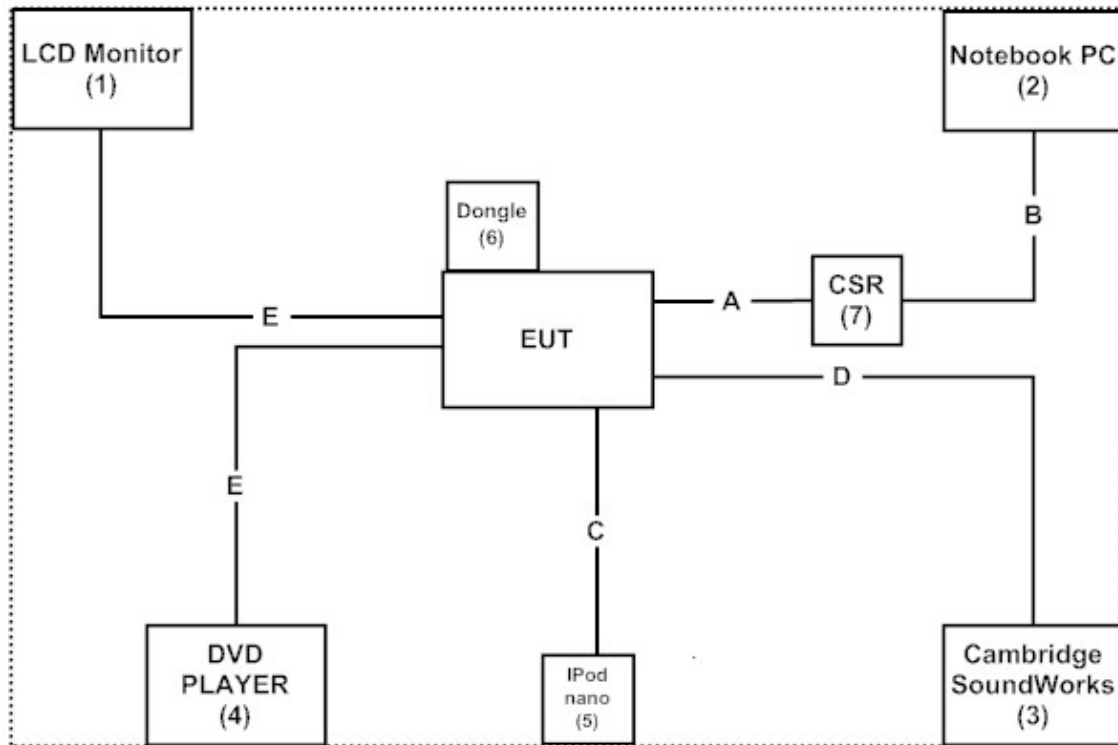 LCD Monitor
(1)
Notebook PC
(2)
Dongle
(6)
B
CSR
(7)
A
E
EUT
D
E
C
DVD
PLAYER
(4)
IPod
nano
(5)
Cambridge
SoundWorks
(3)